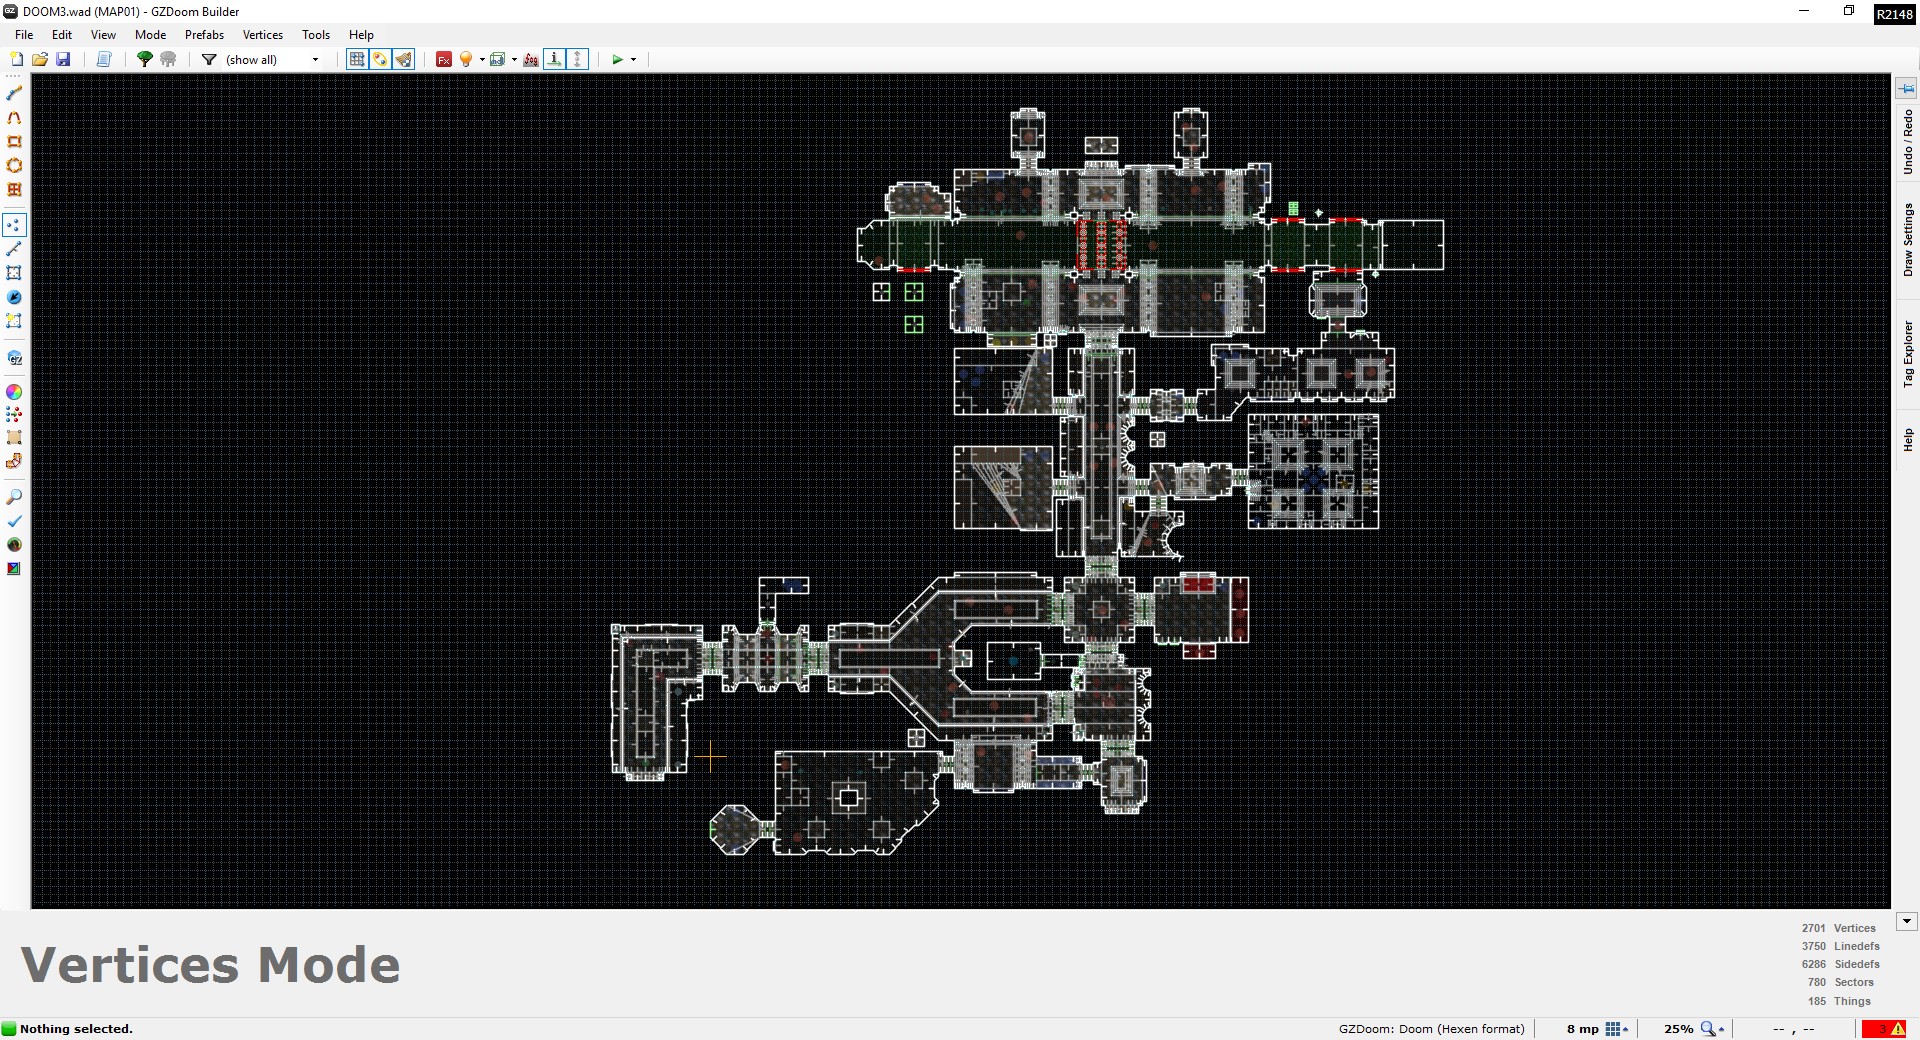 DOOM3.wad (MAP01) - GZDoom Builder
R2148
File Edit View Mode Prefabs Vertices Tools Help
(show all)
Undo / Redo
Draw Settings
Tag Explorer
Help
Vertices Mode
2701 Vertices
3750 Linedefs
6286 Sidedefs
780 Sectors
185 Things
Nothing selected.
GZDoom: Doom (Hexen format)
8 mp
25%
-- , --
3